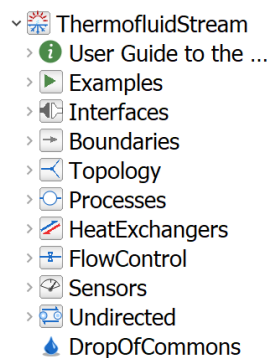 ThermofluidStream
User Guide to the ...
Examples
Interfaces
Boundaries
Topology
Processes
HeatExchangers
FlowControl
Sensors
Undirected
DropOfCommons